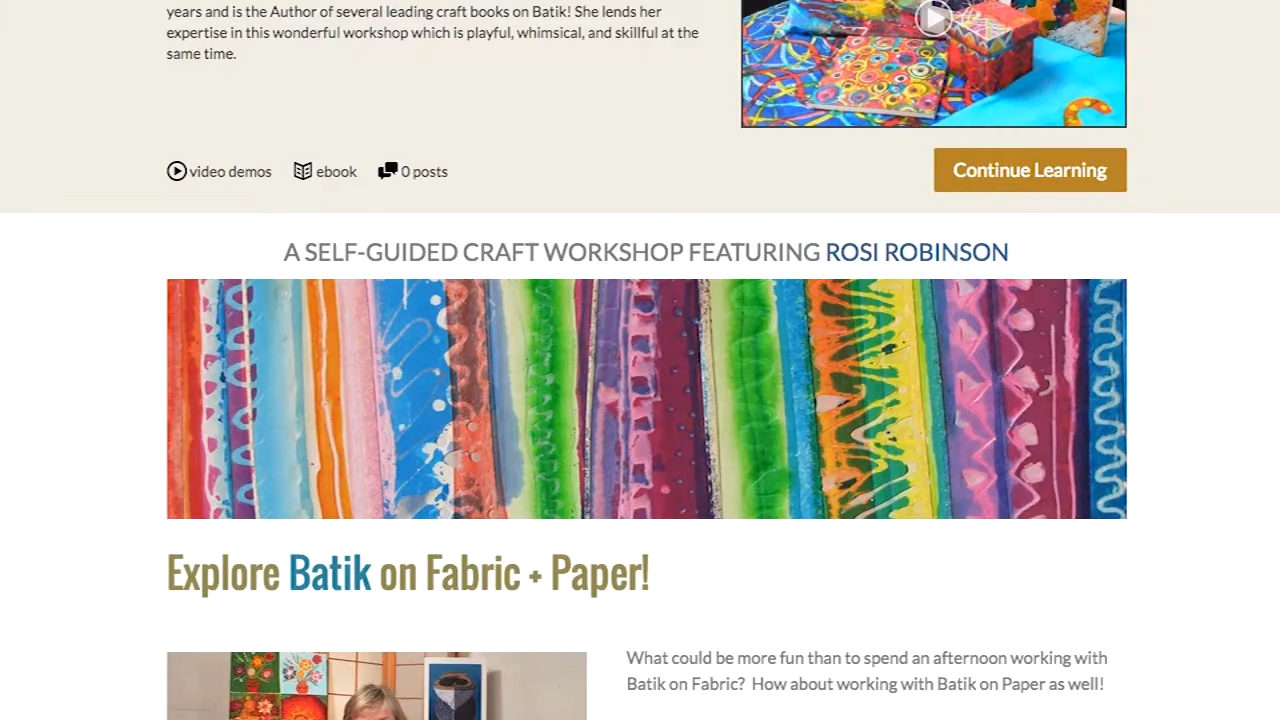 years and is the Author of several leading craft books on Batik! She lends her
expertise in this wonderful workshop which is playful, whimsical, and skillful at the
same time.
video demos ebook 0 posts
Continue Learning
A SELF-GUIDED CRAFT WORKSHOP FEATURING ROSI ROBINSON
Explore Batik on Fabric + Paper!
What could be more fun than to spend an afternoon working with
Batik on Fabric? How about working with Batik on Paper as well!